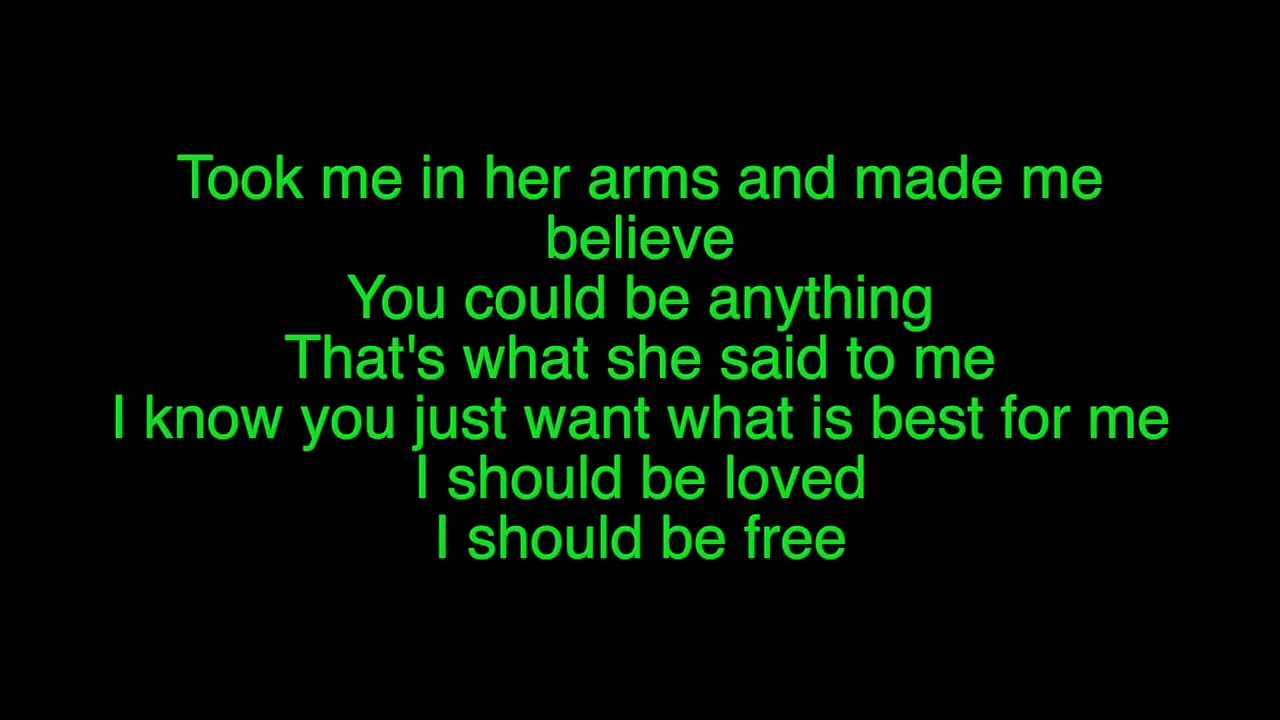 Took me in her arms and made me
believe
You could be anything
That's what she said to me
I know you just want what is best for me
I should be loved
I should be free